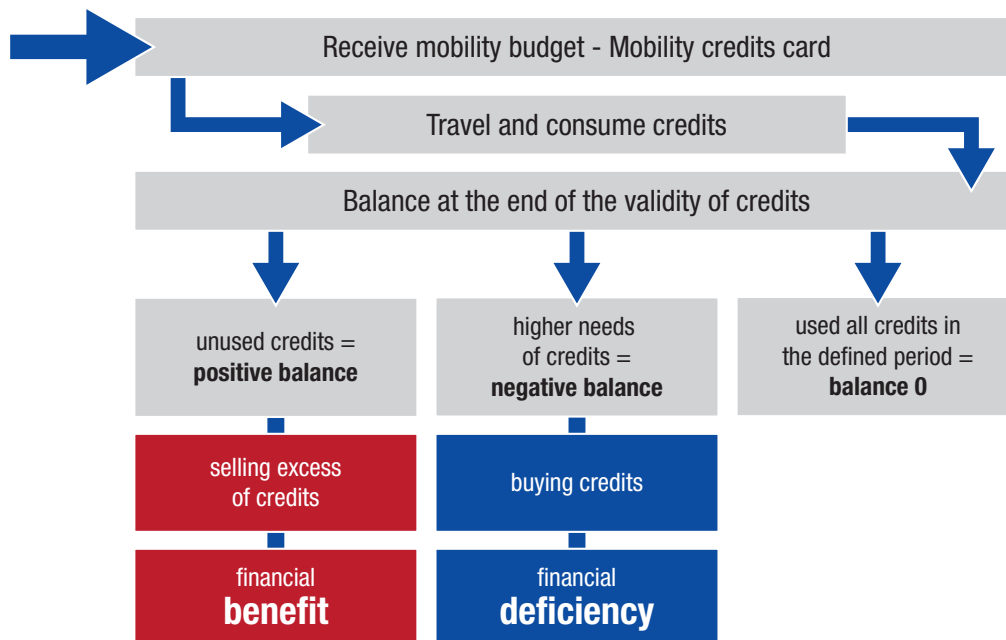 Receive mobility budget - Mobility credits card
Travel and consume credits
Balance at the end of the validity of credits
unused credits =
positive balance
higher needs
of credits =
negative balance
used all credits in
the defined period =
balance 0
selling excess
of credits
buying credits
financial
benefit
financial
deficiency